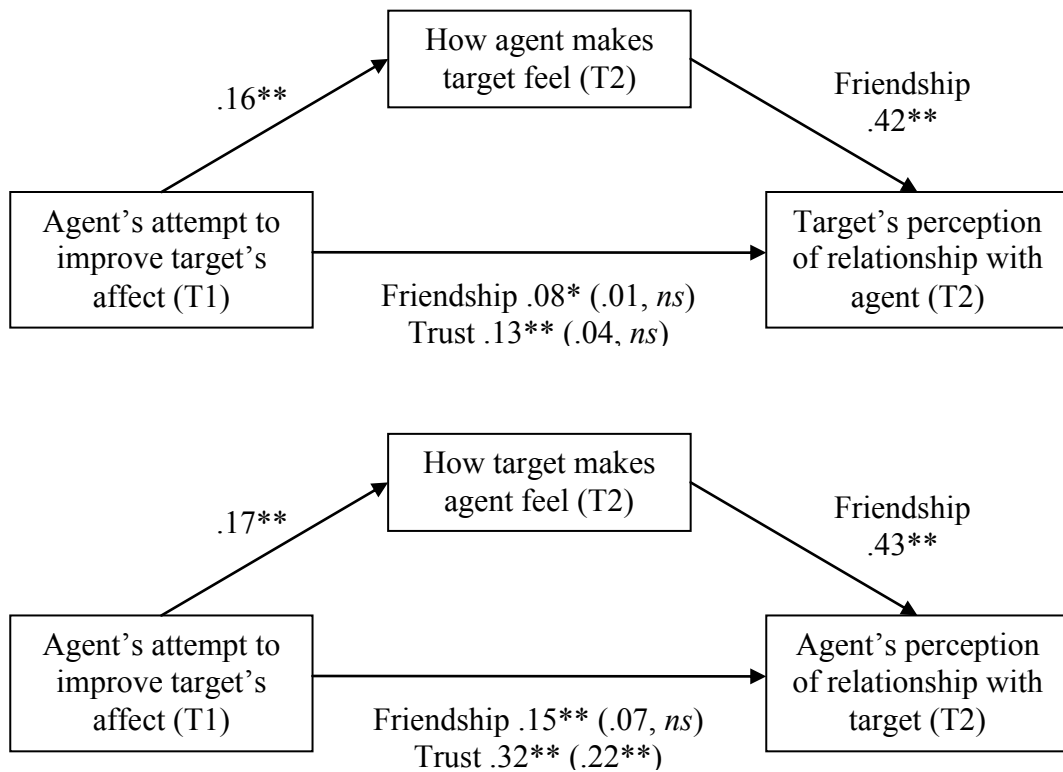 How agent makes
target feel (T2)
.16**
Friendship
.42**
Agent’s attempt to
improve target’s
affect (T1)
Target’s perception
of relationship with
agent (T2)
Friendship .08* (.01, ns)
Trust .13** (.04, ns)
How target makes
agent feel (T2)
.17**
Friendship
.43**
Agent’s attempt to
improve target’s
affect (T1)
Agent’s perception
of relationship with
target (T2)
Friendship .15** (.07, ns)
Trust .32** (.22**)